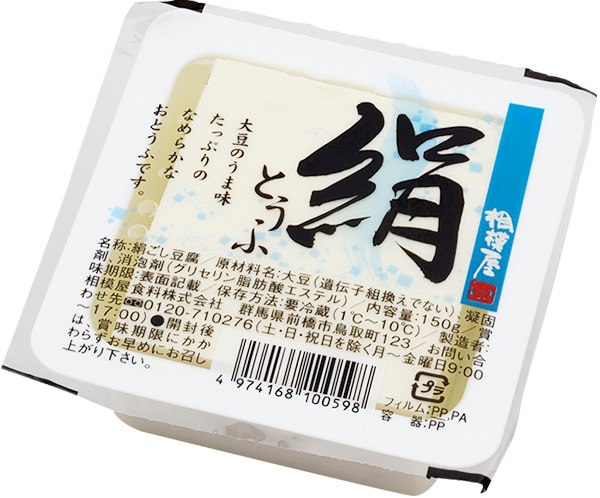 絹
とうふ
大豆のうま味
たっぷりの
なめらかな
おとうふです。
相模屋
名称:絹ごし豆腐/原材料名:大豆(遺伝子組換えでない)、凝固
剤、消泡剤(グリセリン脂肪酸エステル)/内容量:150g/賞
味期限:表面記載/保存方法:要冷蔵(1℃〜10℃)/製造者:
相模屋食料株式会社/群馬県前橋市鳥取町123/お問い合
わせ先 0120-710276(土・日・祝日を除く月〜金曜日9:00
〜17:00)●開封後
は、賞味期限にかか
わらずお早めにお召し
上がり下さい。
4 974168 100598
プラ
フィルム:PP,PA
容器:PP